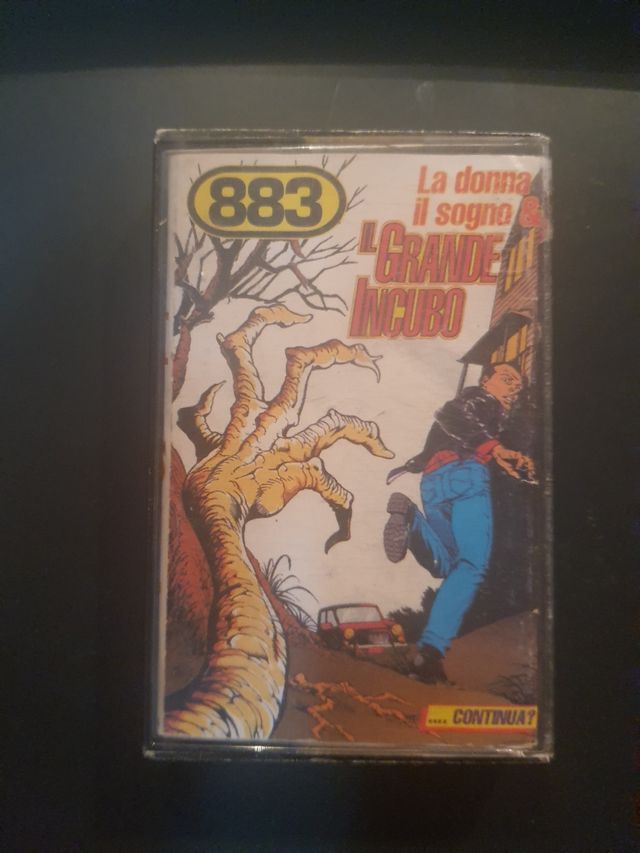 883
La donna
il sogno &
IL GRANDE
INCUBO
.... CONTINUA?